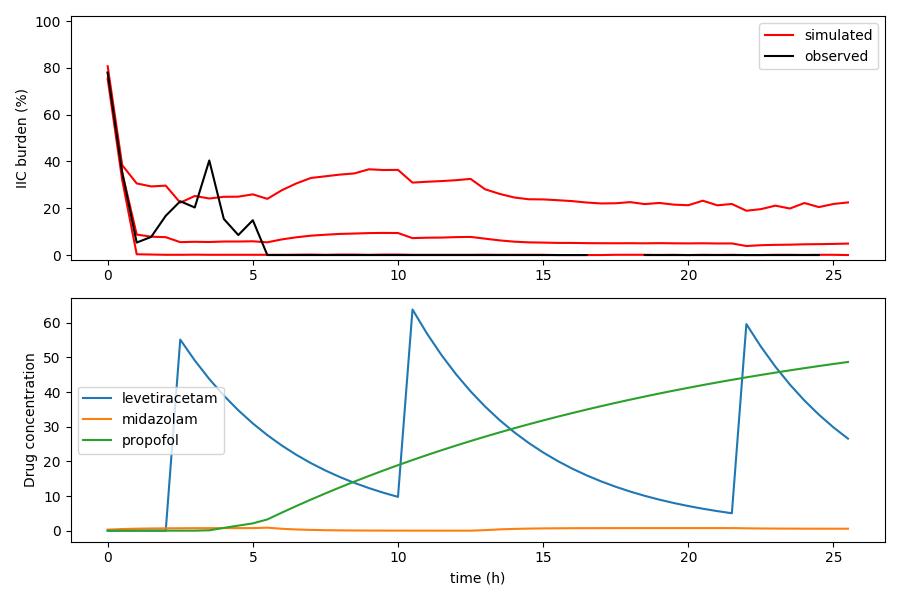 100
80
60
40
20
0
IIC burden (%)
simulated
observed
0 5 10 15 20 25
60
50
40
30
20
10
0
Drug concentration
levetiracetam
midazolam
propofol
0 5 10 15 20 25
time (h)